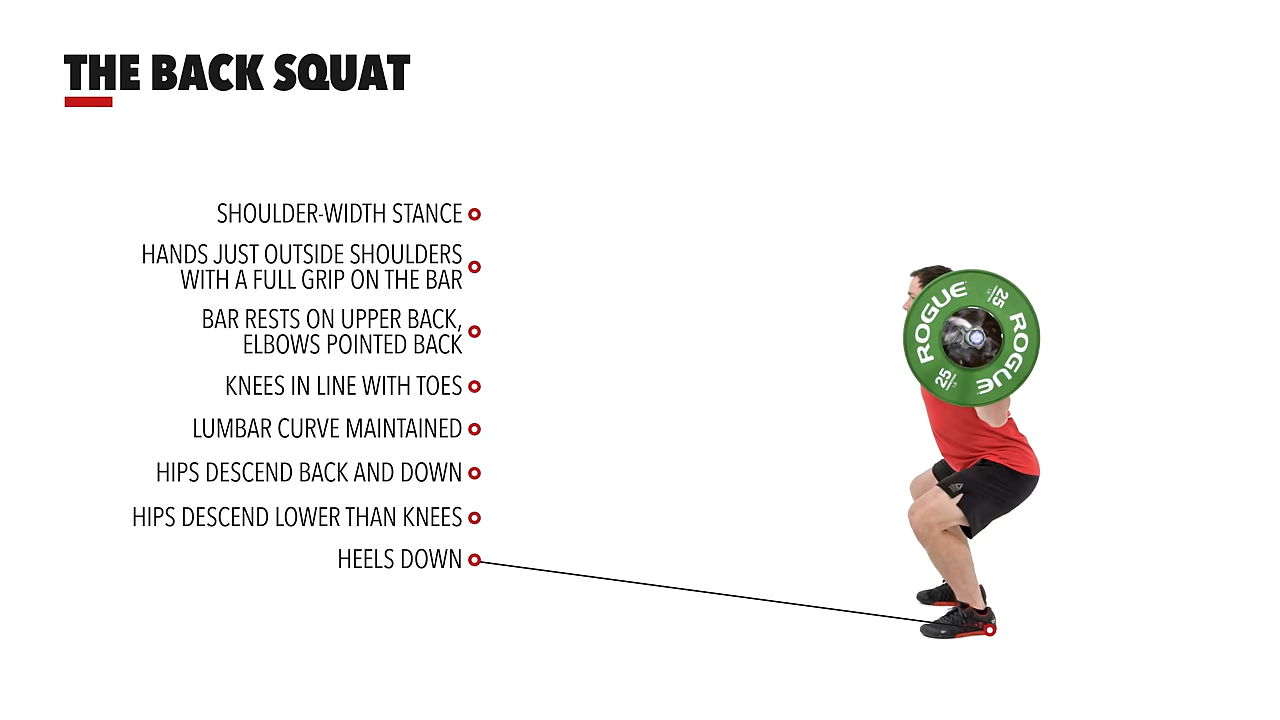 THE BACK SQUAT
SHOULDER-WIDTH STANCE
HANDS JUST OUTSIDE SHOULDERS
WITH A FULL GRIP ON THE BAR
BAR RESTS ON UPPER BACK,
ELBOWS POINTED BACK
KNEES IN LINE WITH TOES
LUMBAR CURVE MAINTAINED
HIPS DESCEND BACK AND DOWN
HIPS DESCEND LOWER THAN KNEES
HEELS DOWN
ROGUE
25
ROGUE
25